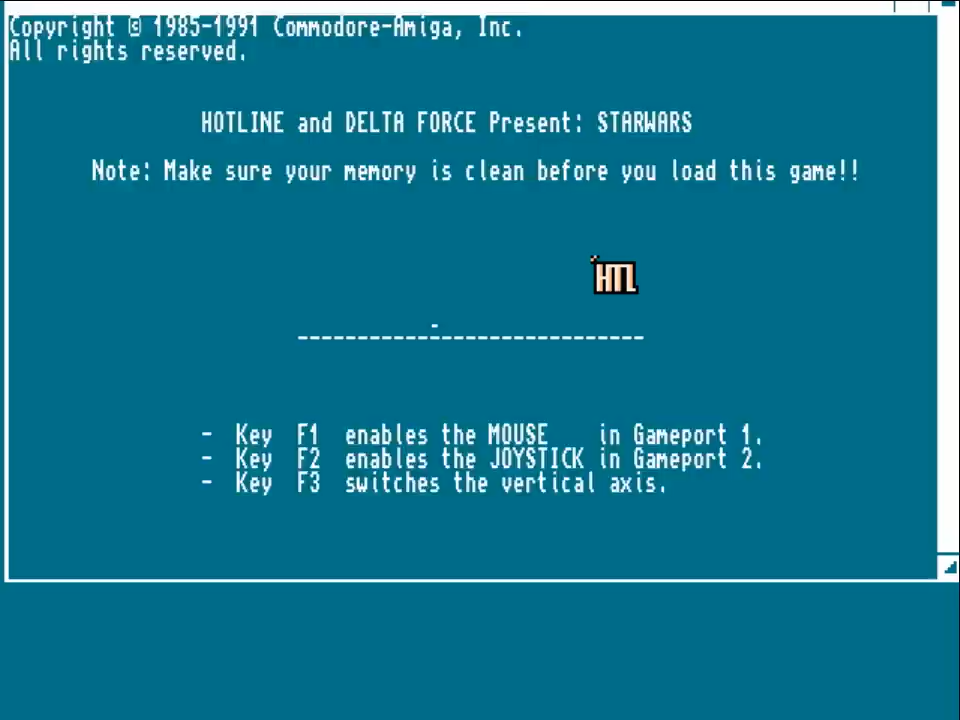 Copyright © 1985-1991 Commodore-Amiga, Inc.
All rights reserved.
HOTLINE and DELTA FORCE Present: STARWARS
Note: Make sure your memory is clean before you load this game!!
HTL
- Key F1 enables the MOUSE in Gameport 1.
- Key F2 enables the JOYSTICK in Gameport 2.
- Key F3 switches the vertical axis.